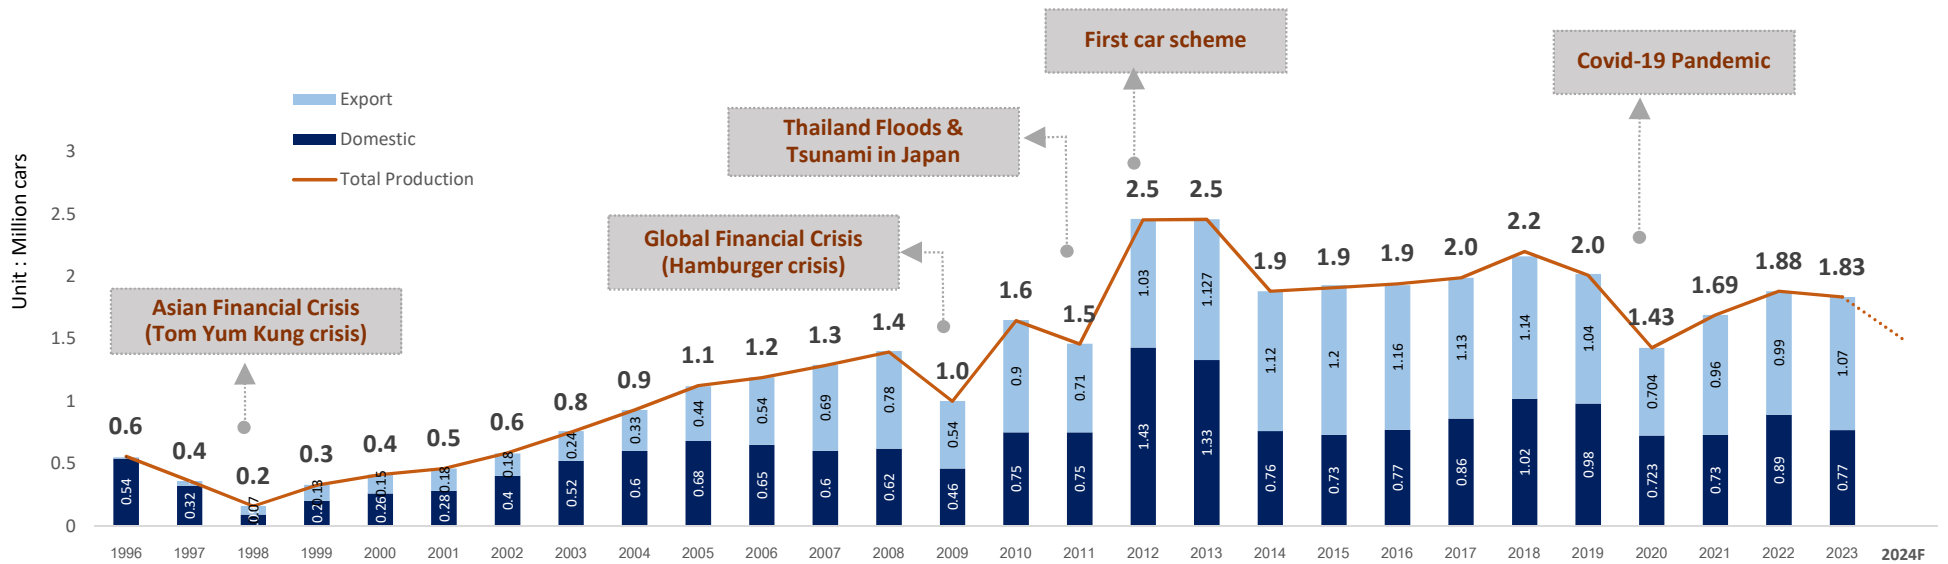 First car scheme
Covid-19 Pandemic
Export
Domestic
Total Production
Thailand Floods &
Tsunami in Japan
Global Financial Crisis
(Hamburger crisis)
Asian Financial Crisis
(Tom Yum Kung crisis)
Unit : Million cars
3
2.5
2
1.5
1
0.5
0
0.6 0.4 0.2 0.3 0.4 0.5 0.6 0.8 0.9 1.1 1.2 1.3 1.4 1.0 1.6 1.5 2.5 2.5 1.9 1.9 1.9 2.0 2.2 2.0 1.43 1.69 1.88 1.83
0.07 0.13 0.15 0.18 0.18 0.24 0.33 0.44 0.54 0.69 0.78 0.54 0.9 0.71 1.03 1.127 1.12 1.2 1.16 1.13 1.14 1.04 0.704 0.96 0.99 1.07
0.54 0.32 0.2 0.26 0.28 0.4 0.52 0.6 0.68 0.65 0.6 0.62 0.46 0.75 0.75 1.43 1.33 0.76 0.73 0.77 0.86 1.02 0.98 0.723 0.73 0.89 0.77
1996 1997 1998 1999 2000 2001 2002 2003 2004 2005 2006 2007 2008 2009 2010 2011 2012 2013 2014 2015 2016 2017 2018 2019 2020 2021 2022 2023 2024F